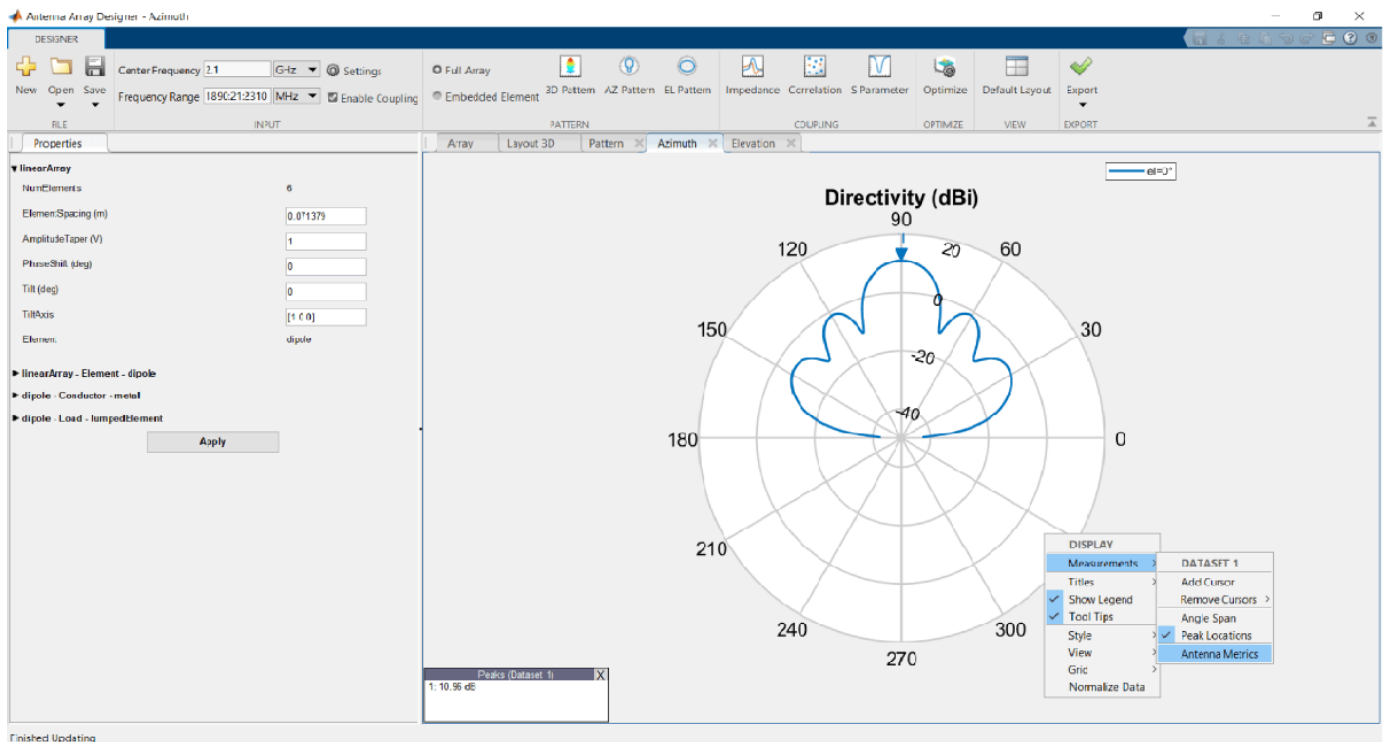 Antenna Array Designer - Azimuth
DESIGNER
New Open Save
FILE
Center Frequency 2.1 GHz Settings
Frequency Range 1890:21:2310 MHz Enable Coupling
INPUT
Full Array
Embedded Element
3D Pattern AZ Pattern EL Pattern
PATTERN
Impedance Correlation S Parameter
COUPLING
Optimize
OPTIMIZE
Default Layout
VIEW
Export
EXPORT
Properties
linearArray
NumElements 6
ElementSpacing (m) 0.071379
AmplitudeTaper (V) 1
PhaseShift (deg) 0
Tilt (deg) 0
TiltAxis [1 0 0]
Element dipole
linearArray - Element - dipole
dipole - Conductor - metal
dipole - Load - lumpedElement
Apply
Array Layout 3D Pattern Azimuth Elevation
el=0°
Directivity (dBi)
90
120 20 60
0
150 30
-20
-40
180 0
210
240 300
270
DISPLAY
Measurements
Titles
Show Legend
Tool Tips
Style
View
Grid
Normalize Data
DATASET 1
Add Cursor
Remove Cursors
Angle Span
Peak Locations
Antenna Metrics
Peaks (Dataset 1) X
1: 10.96 dB
Finished Updating